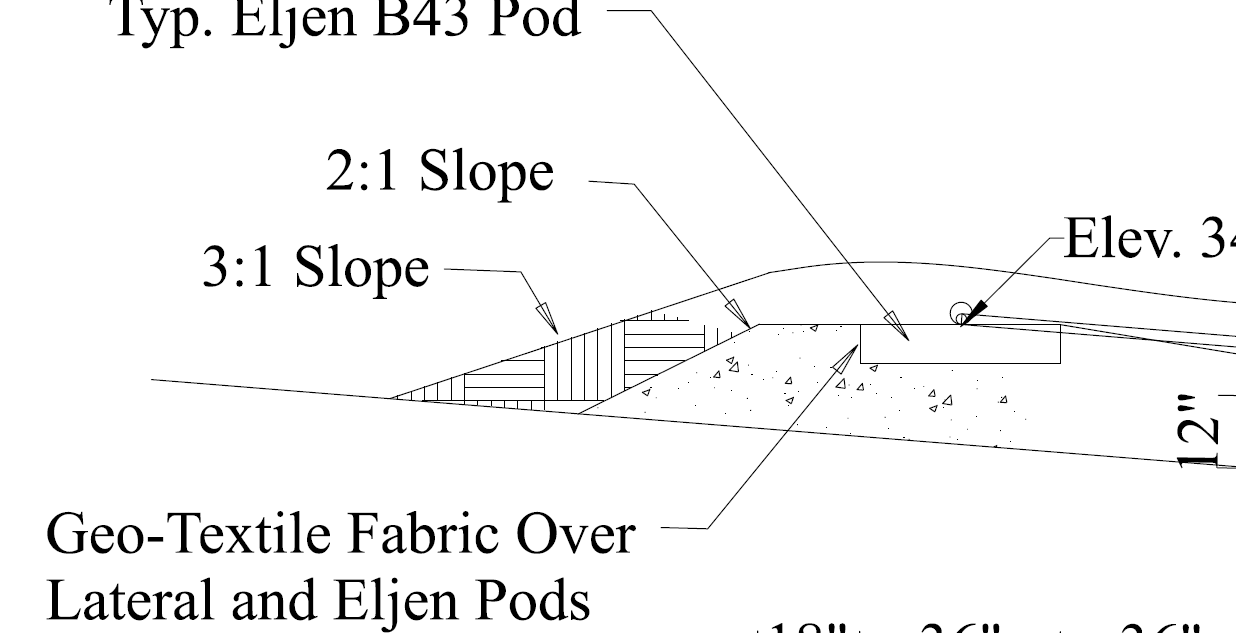 Typ. Eljen B43 Pod
2:1 Slope
3:1 Slope
Elev.
12"
Geo-Textile Fabric Over
Lateral and Eljen Pods